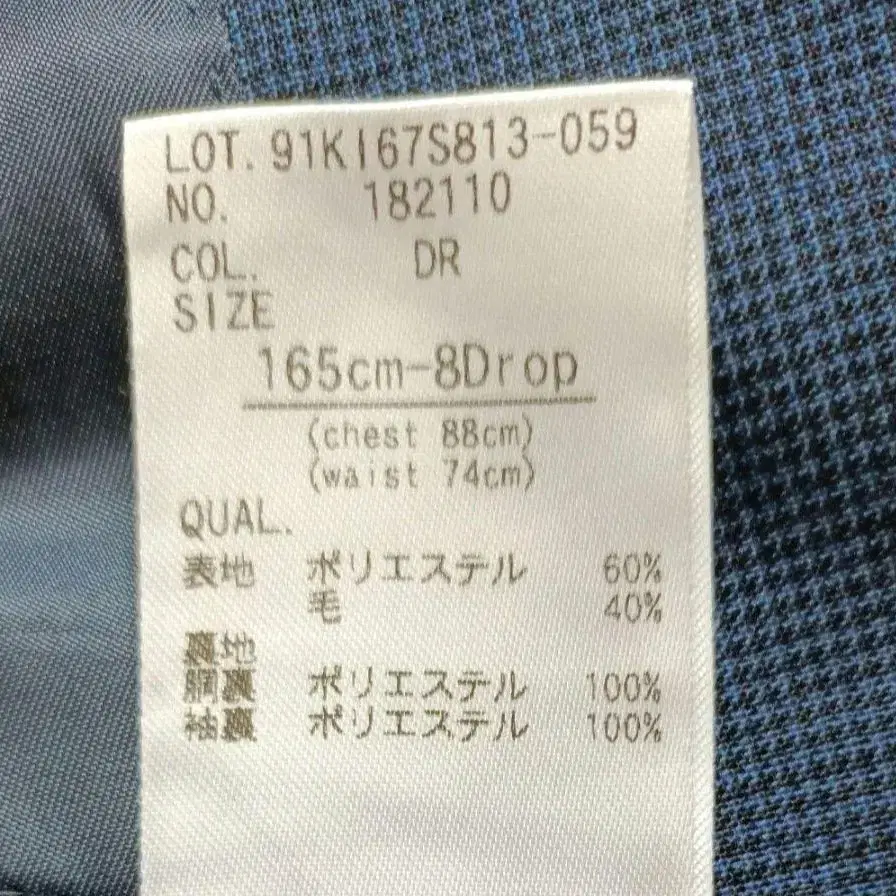 LOT. 91KI67S813-059
NO. 182110
COL. DR
SIZE
165cm-8Drop
(chest 88cm)
(waist 74cm)
QUAL.
表地 ポリエステル 60%
毛 40%
裏地
胴裏 ポリエステル 100%
袖裏 ポリエステル 100%